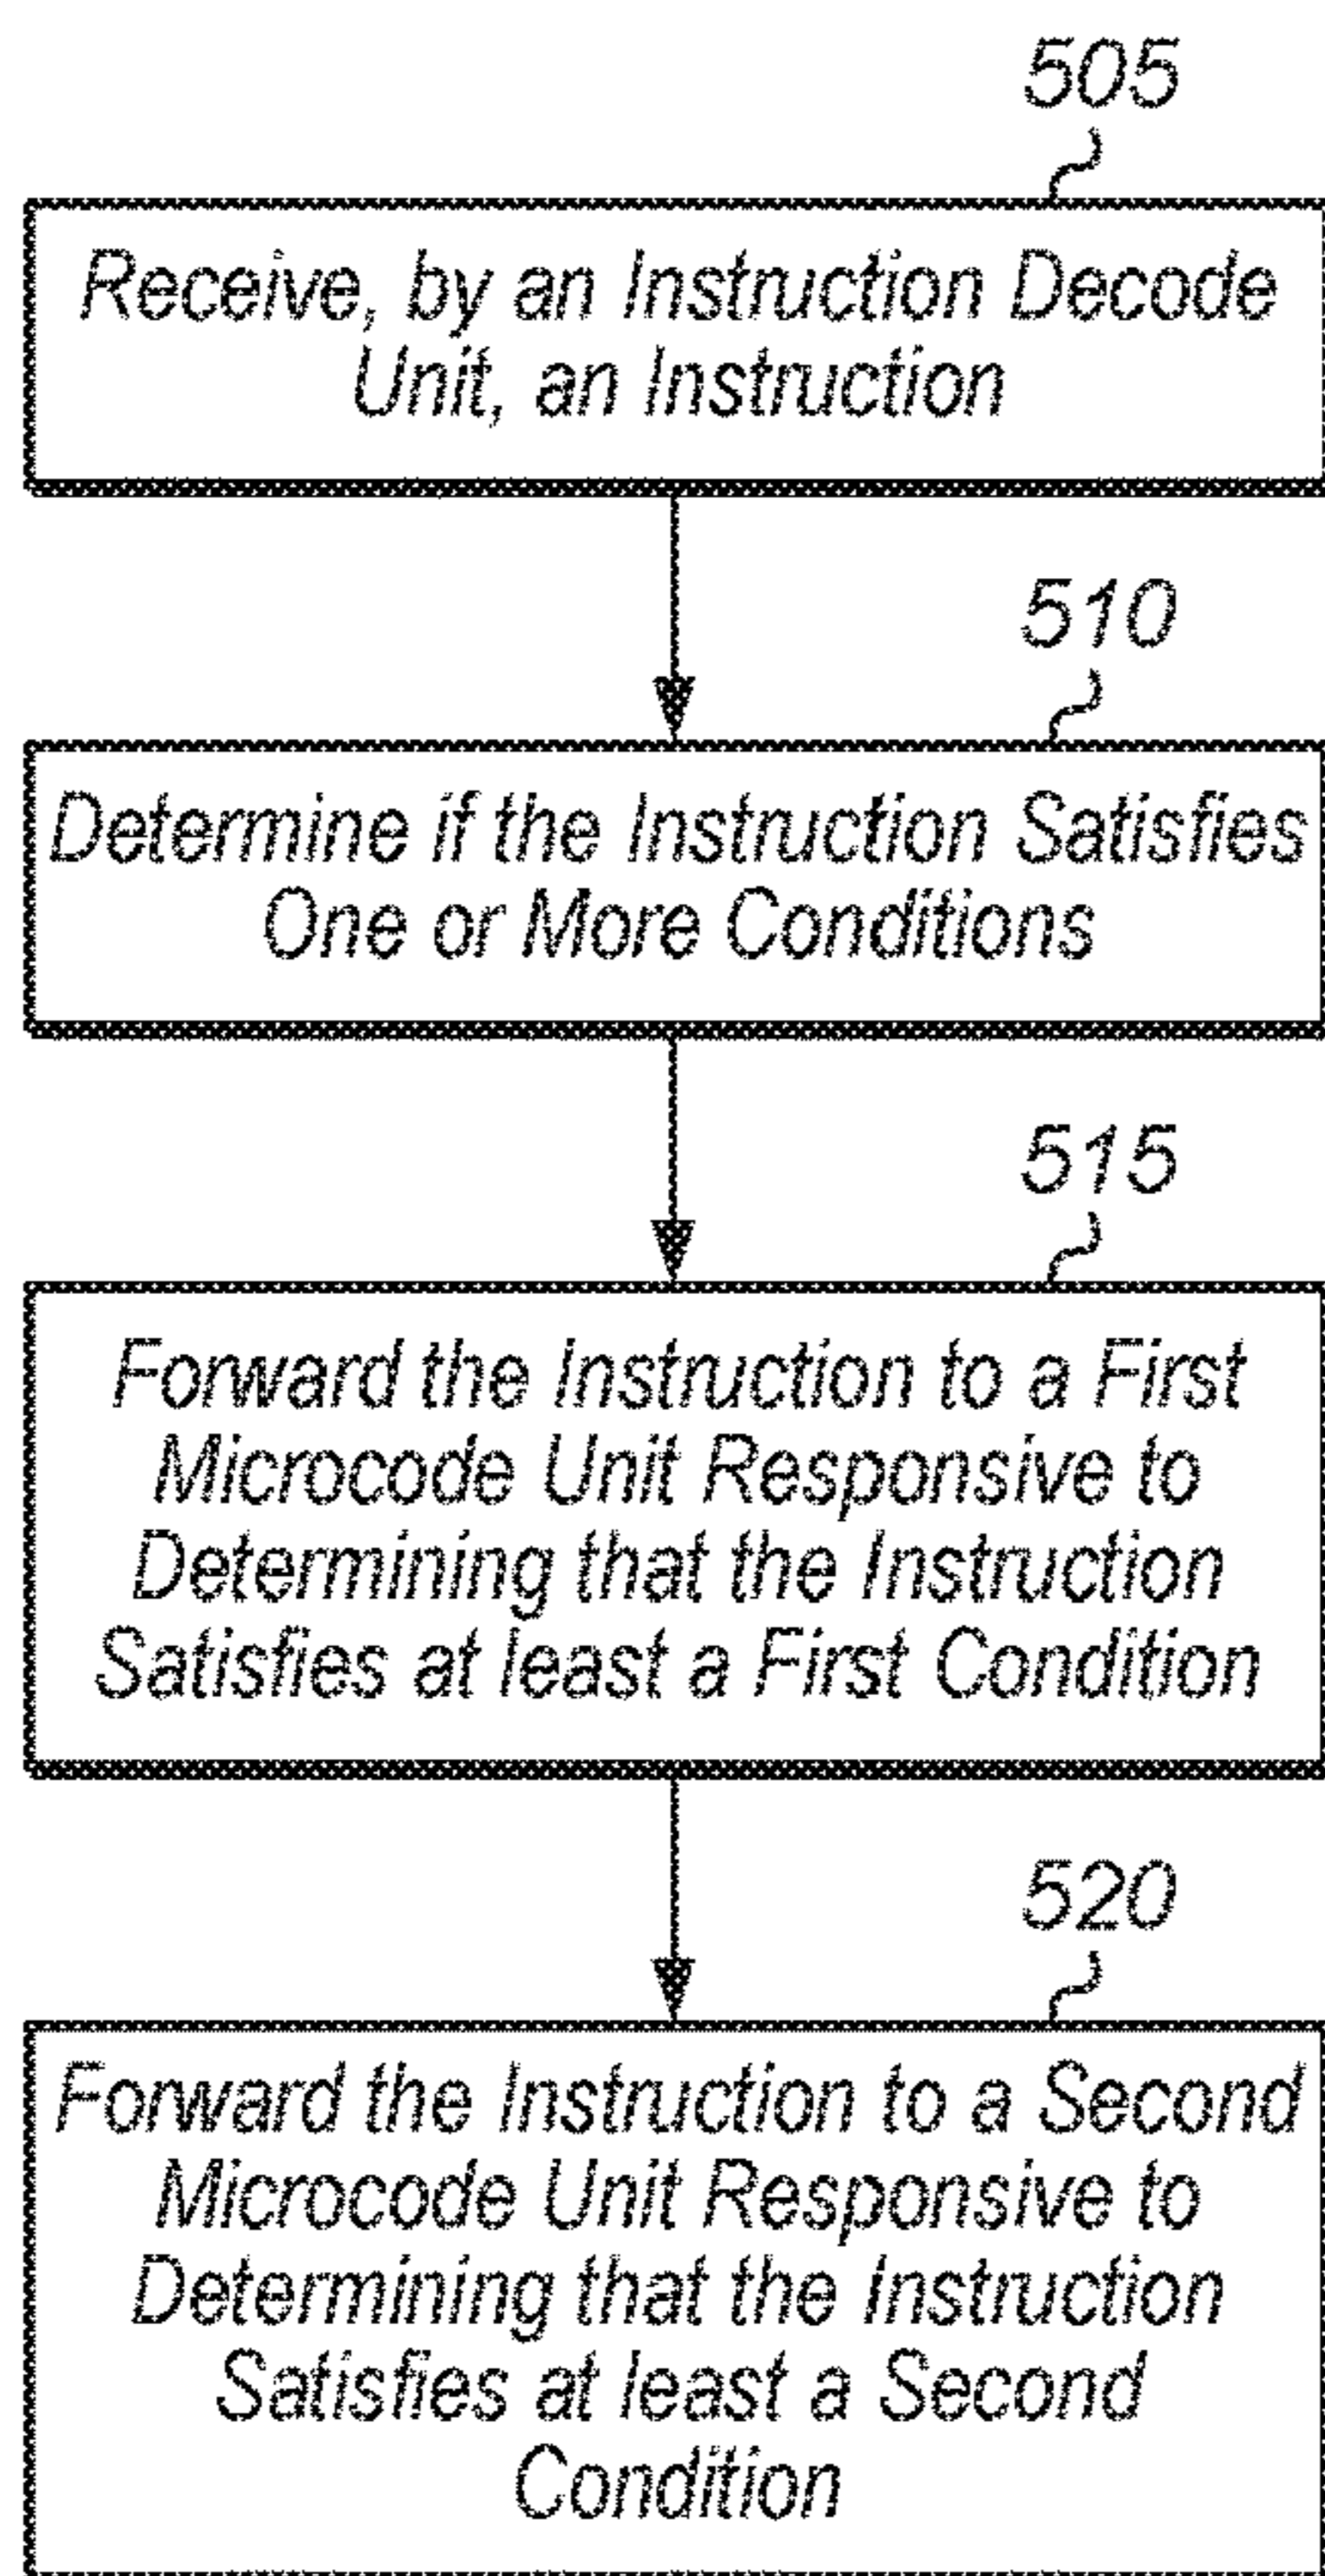 505
Receive, by an Instruction Decode
Unit, an Instruction
510
Determine if the Instruction Satisfies
One or More Conditions
515
Forward the Instruction to a First
Microcode Unit Responsive to
Determining that the Instruction
Satisfies at least a First Condition
520
Forward the Instruction to a Second
Microcode Unit Responsive to
Determining that the Instruction
Satisfies at least a Second
Condition